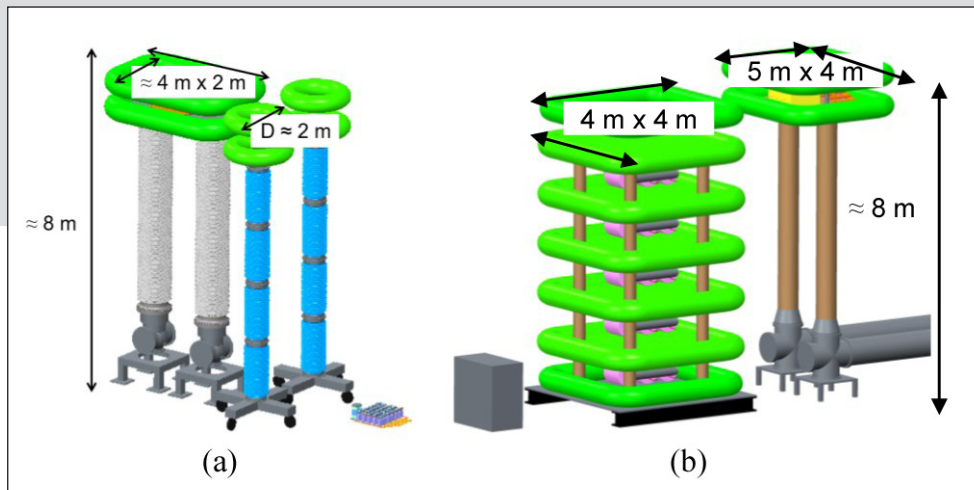 ≈ 4 m x 2 m
D ≈ 2 m
≈ 8 m
(a)
5 m x 4 m
4 m x 4 m
≈ 8 m
(b)